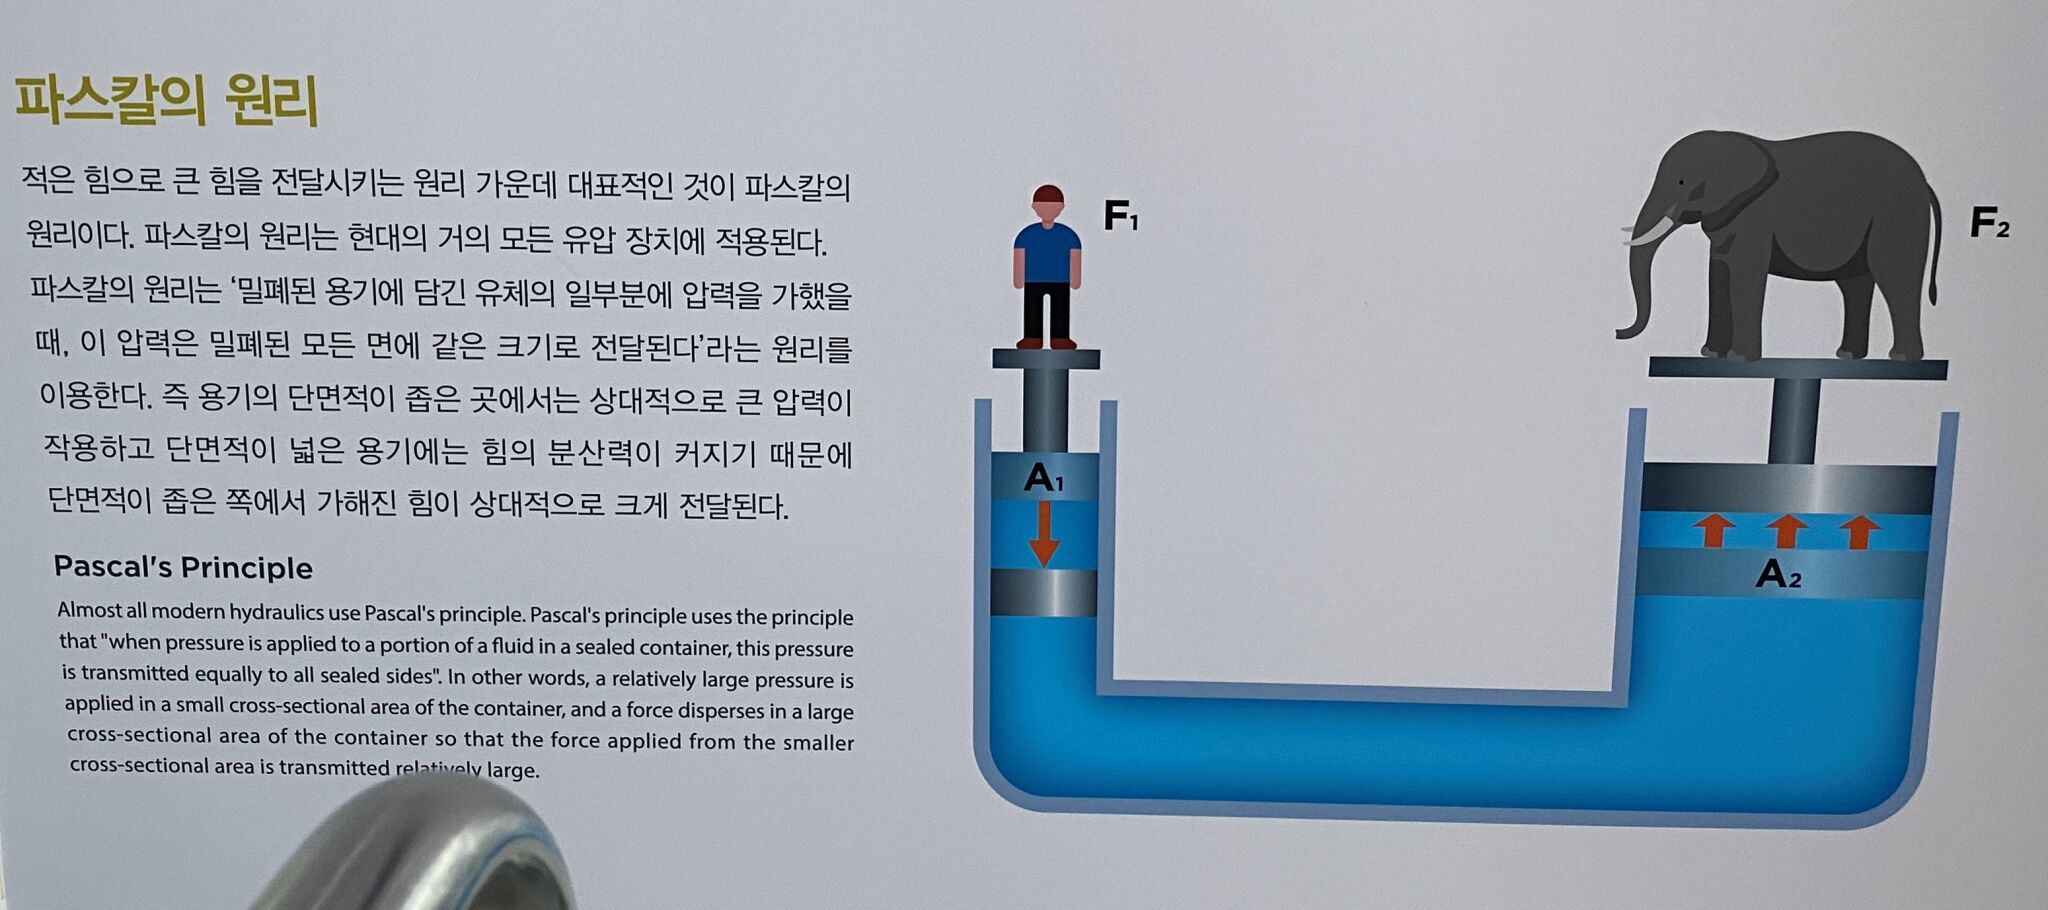 파스칼의 원리
적은 힘으로 큰 힘을 전달시키는 원리 가운데 대표적인 것이 파스칼의
원리이다. 파스칼의 원리는 현대의 거의 모든 유압 장치에 적용된다.
파스칼의 원리는 ‘밀폐된 용기에 담긴 유체의 일부분에 압력을 가했을
때, 이 압력은 밀폐된 모든 면에 같은 크기로 전달된다’라는 원리를
이용한다. 즉 용기의 단면적이 좁은 곳에서는 상대적으로 큰 압력이
작용하고 단면적이 넓은 용기에는 힘의 분산력이 커지기 때문에
단면적이 좁은 쪽에서 가해진 힘이 상대적으로 크게 전달된다.
Pascal's Principle
Almost all modern hydraulics use Pascal's principle. Pascal's principle uses the principle
that "when pressure is applied to a portion of a fluid in a sealed container, this pressure
is transmitted equally to all sealed sides". In other words, a relatively large pressure is
applied in a small cross-sectional area of the container, and a force disperses in a large
cross-sectional area of the container so that the force applied from the smaller
cross-sectional area is transmitted relatively large.
F1
F2
A1
A2